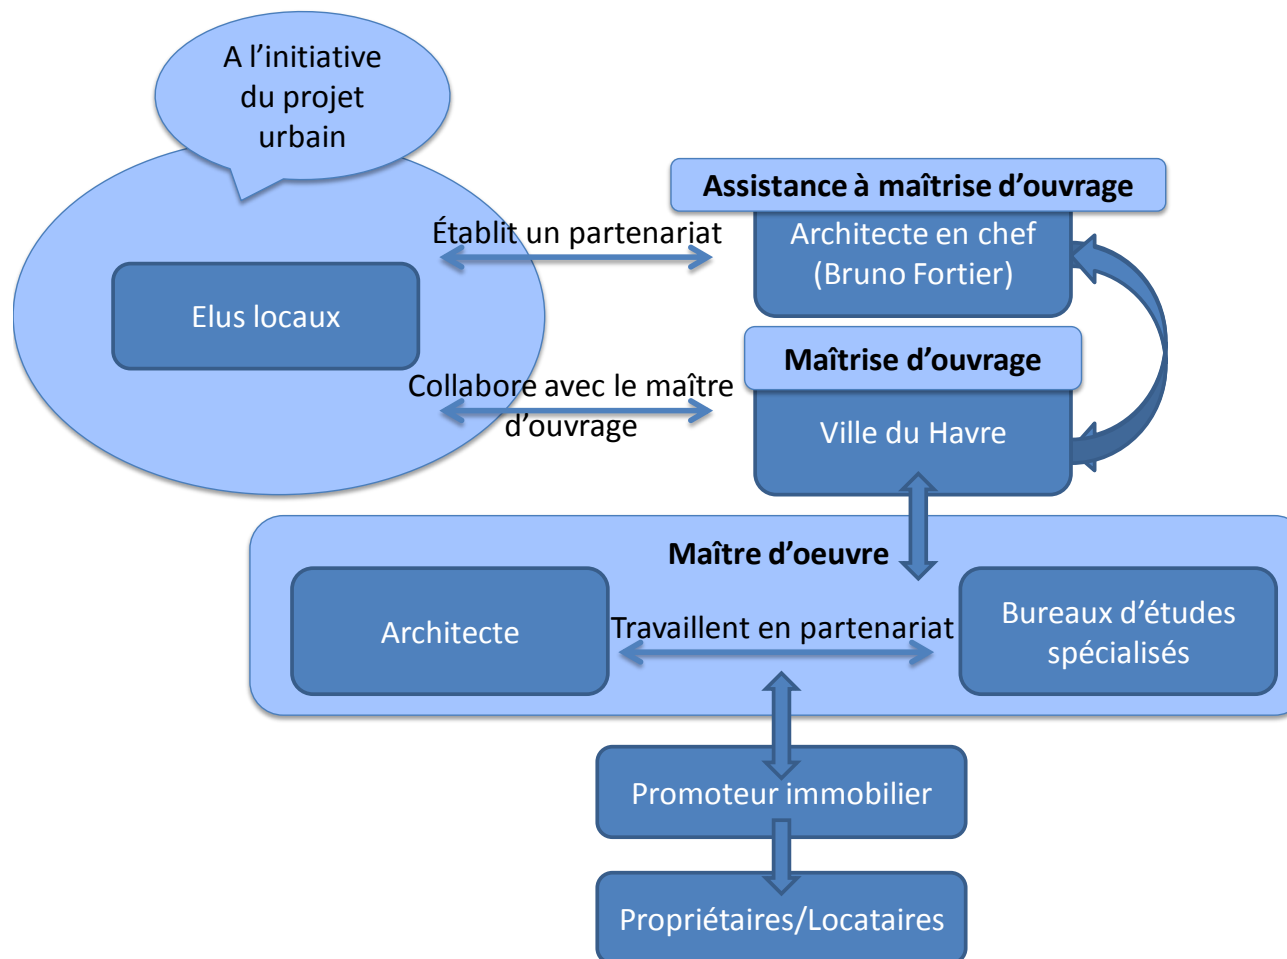 A l’initiative
du projet
urbain
Assistance à maîtrise d’ouvrage
Établit un partenariat
Architecte en chef
(Bruno Fortier)
Elus locaux
Maîtrise d’ouvrage
Collabore avec le maître
d’ouvrage
Ville du Havre
Maître d’oeuvre
Architecte
Travaillent en partenariat
Bureaux d’études
spécialisés
Promoteur immobilier
Propriétaires/Locataires